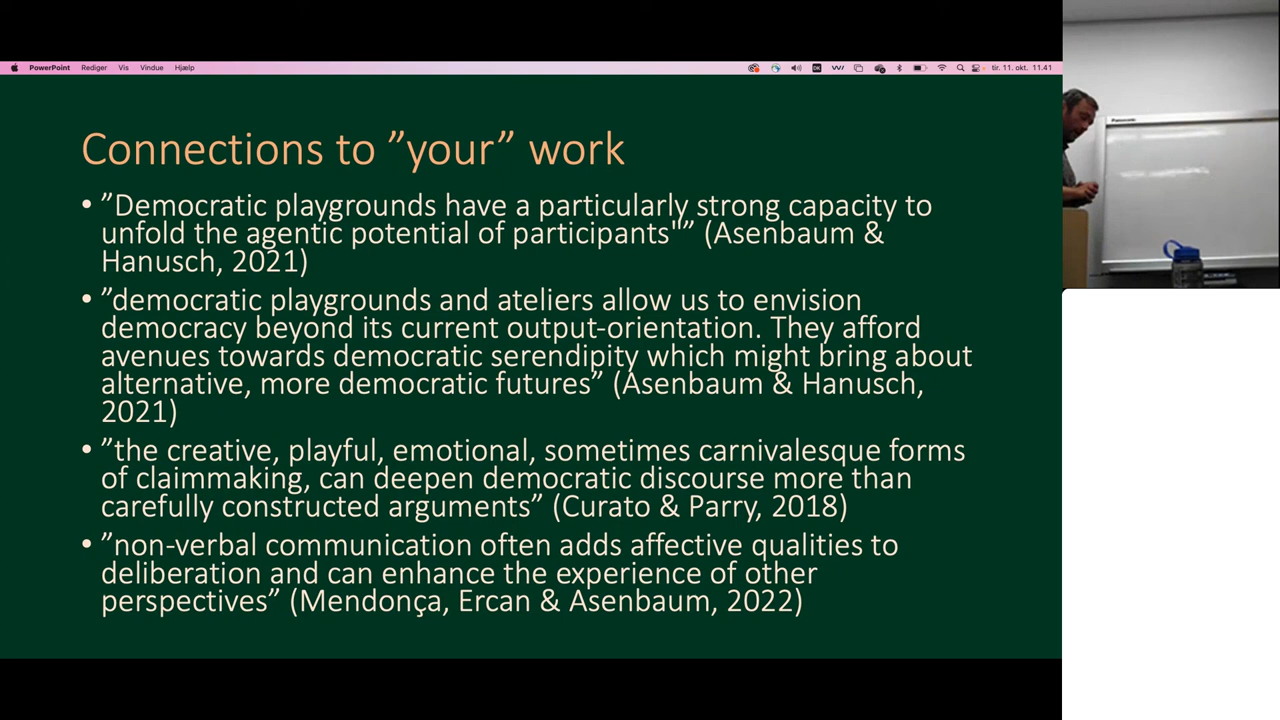 PowerPoint Rediger Vis Vindue Hjælp
DK
tir. 11. okt. 11.41
Connections to ”your” work
• ”Democratic playgrounds have a particularly strong capacity to
unfold the agentic potential of participants"” (Asenbaum &
Hanusch, 2021)
• ”democratic playgrounds and ateliers allow us to envision
democracy beyond its current output-orientation. They afford
avenues towards democratic serendipity which might bring about
alternative, more democratic futures” (Asenbaum & Hanusch,
2021)
• ”the creative, playful, emotional, sometimes carnivalesque forms
of claimmaking, can deepen democratic discourse more than
carefully constructed arguments” (Curato & Parry, 2018)
• ”non-verbal communication often adds affective qualities to
deliberation and can enhance the experience of other
perspectives” (Mendonça, Ercan & Asenbaum, 2022)
Panasonic